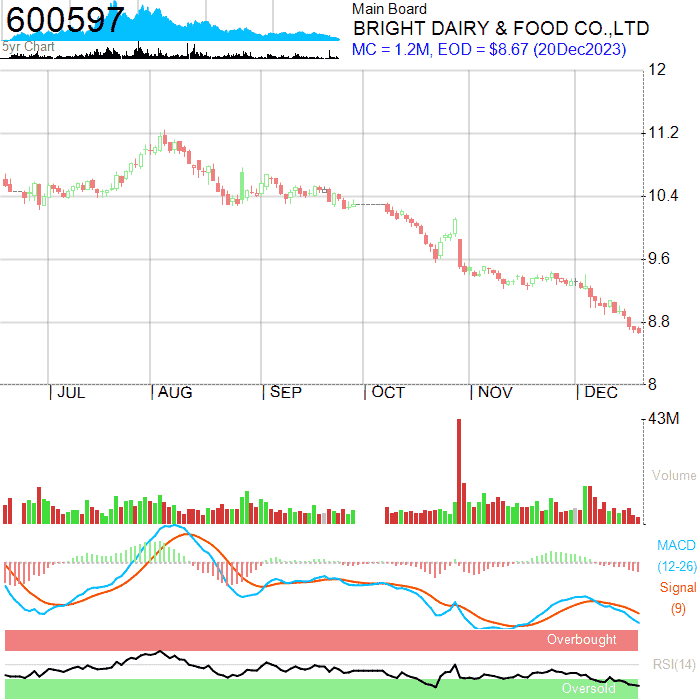 600597
5yr Chart
Main Board
BRIGHT DAIRY & FOOD CO.,LTD
MC = 1.2M, EOD = $8.67 (20Dec2023)
12
11.2
10.4
9.6
8.8
8
JUL AUG SEP OCT NOV DEC
43M
Volume
MACD
(12-26)
Signal
(9)
Overbought
RSI(14)
Oversold